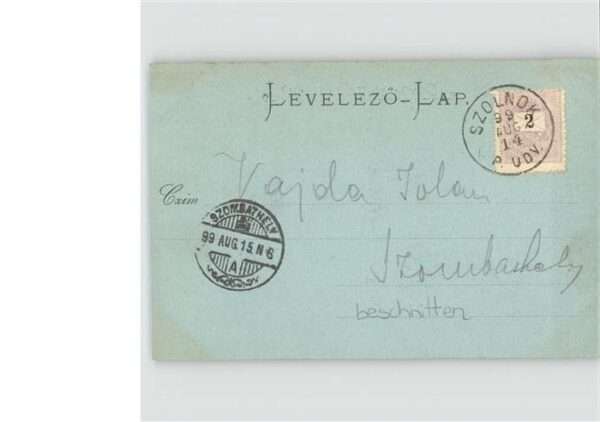 LEVELEZŐ-LAP.
SZOLNOK
99
AUG
14
P. UDV.
2
Czim
Vajda Jolan
SZOMBATHELY
99 AUG. 15. N 6
A
Szombathely
beschnitten